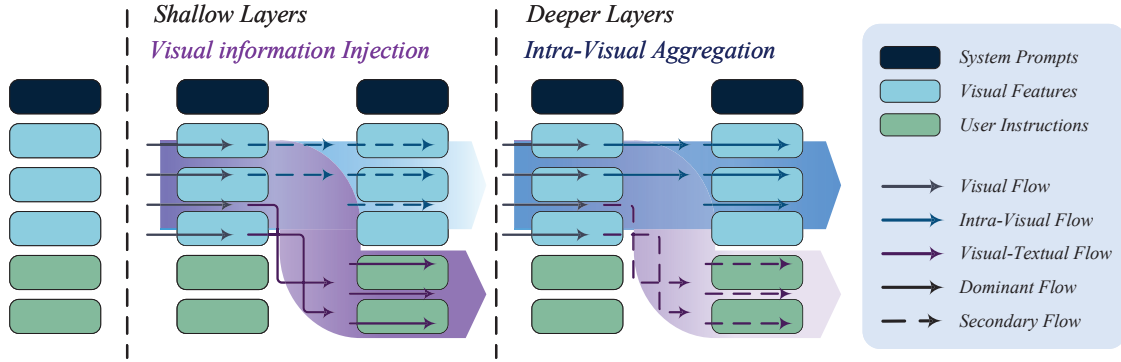 Shallow Layers
Visual information Injection
Deeper Layers
Intra-Visual Aggregation
System Prompts
Visual Features
User Instructions
Visual Flow
Intra-Visual Flow
Visual-Textual Flow
Dominant Flow
Secondary Flow